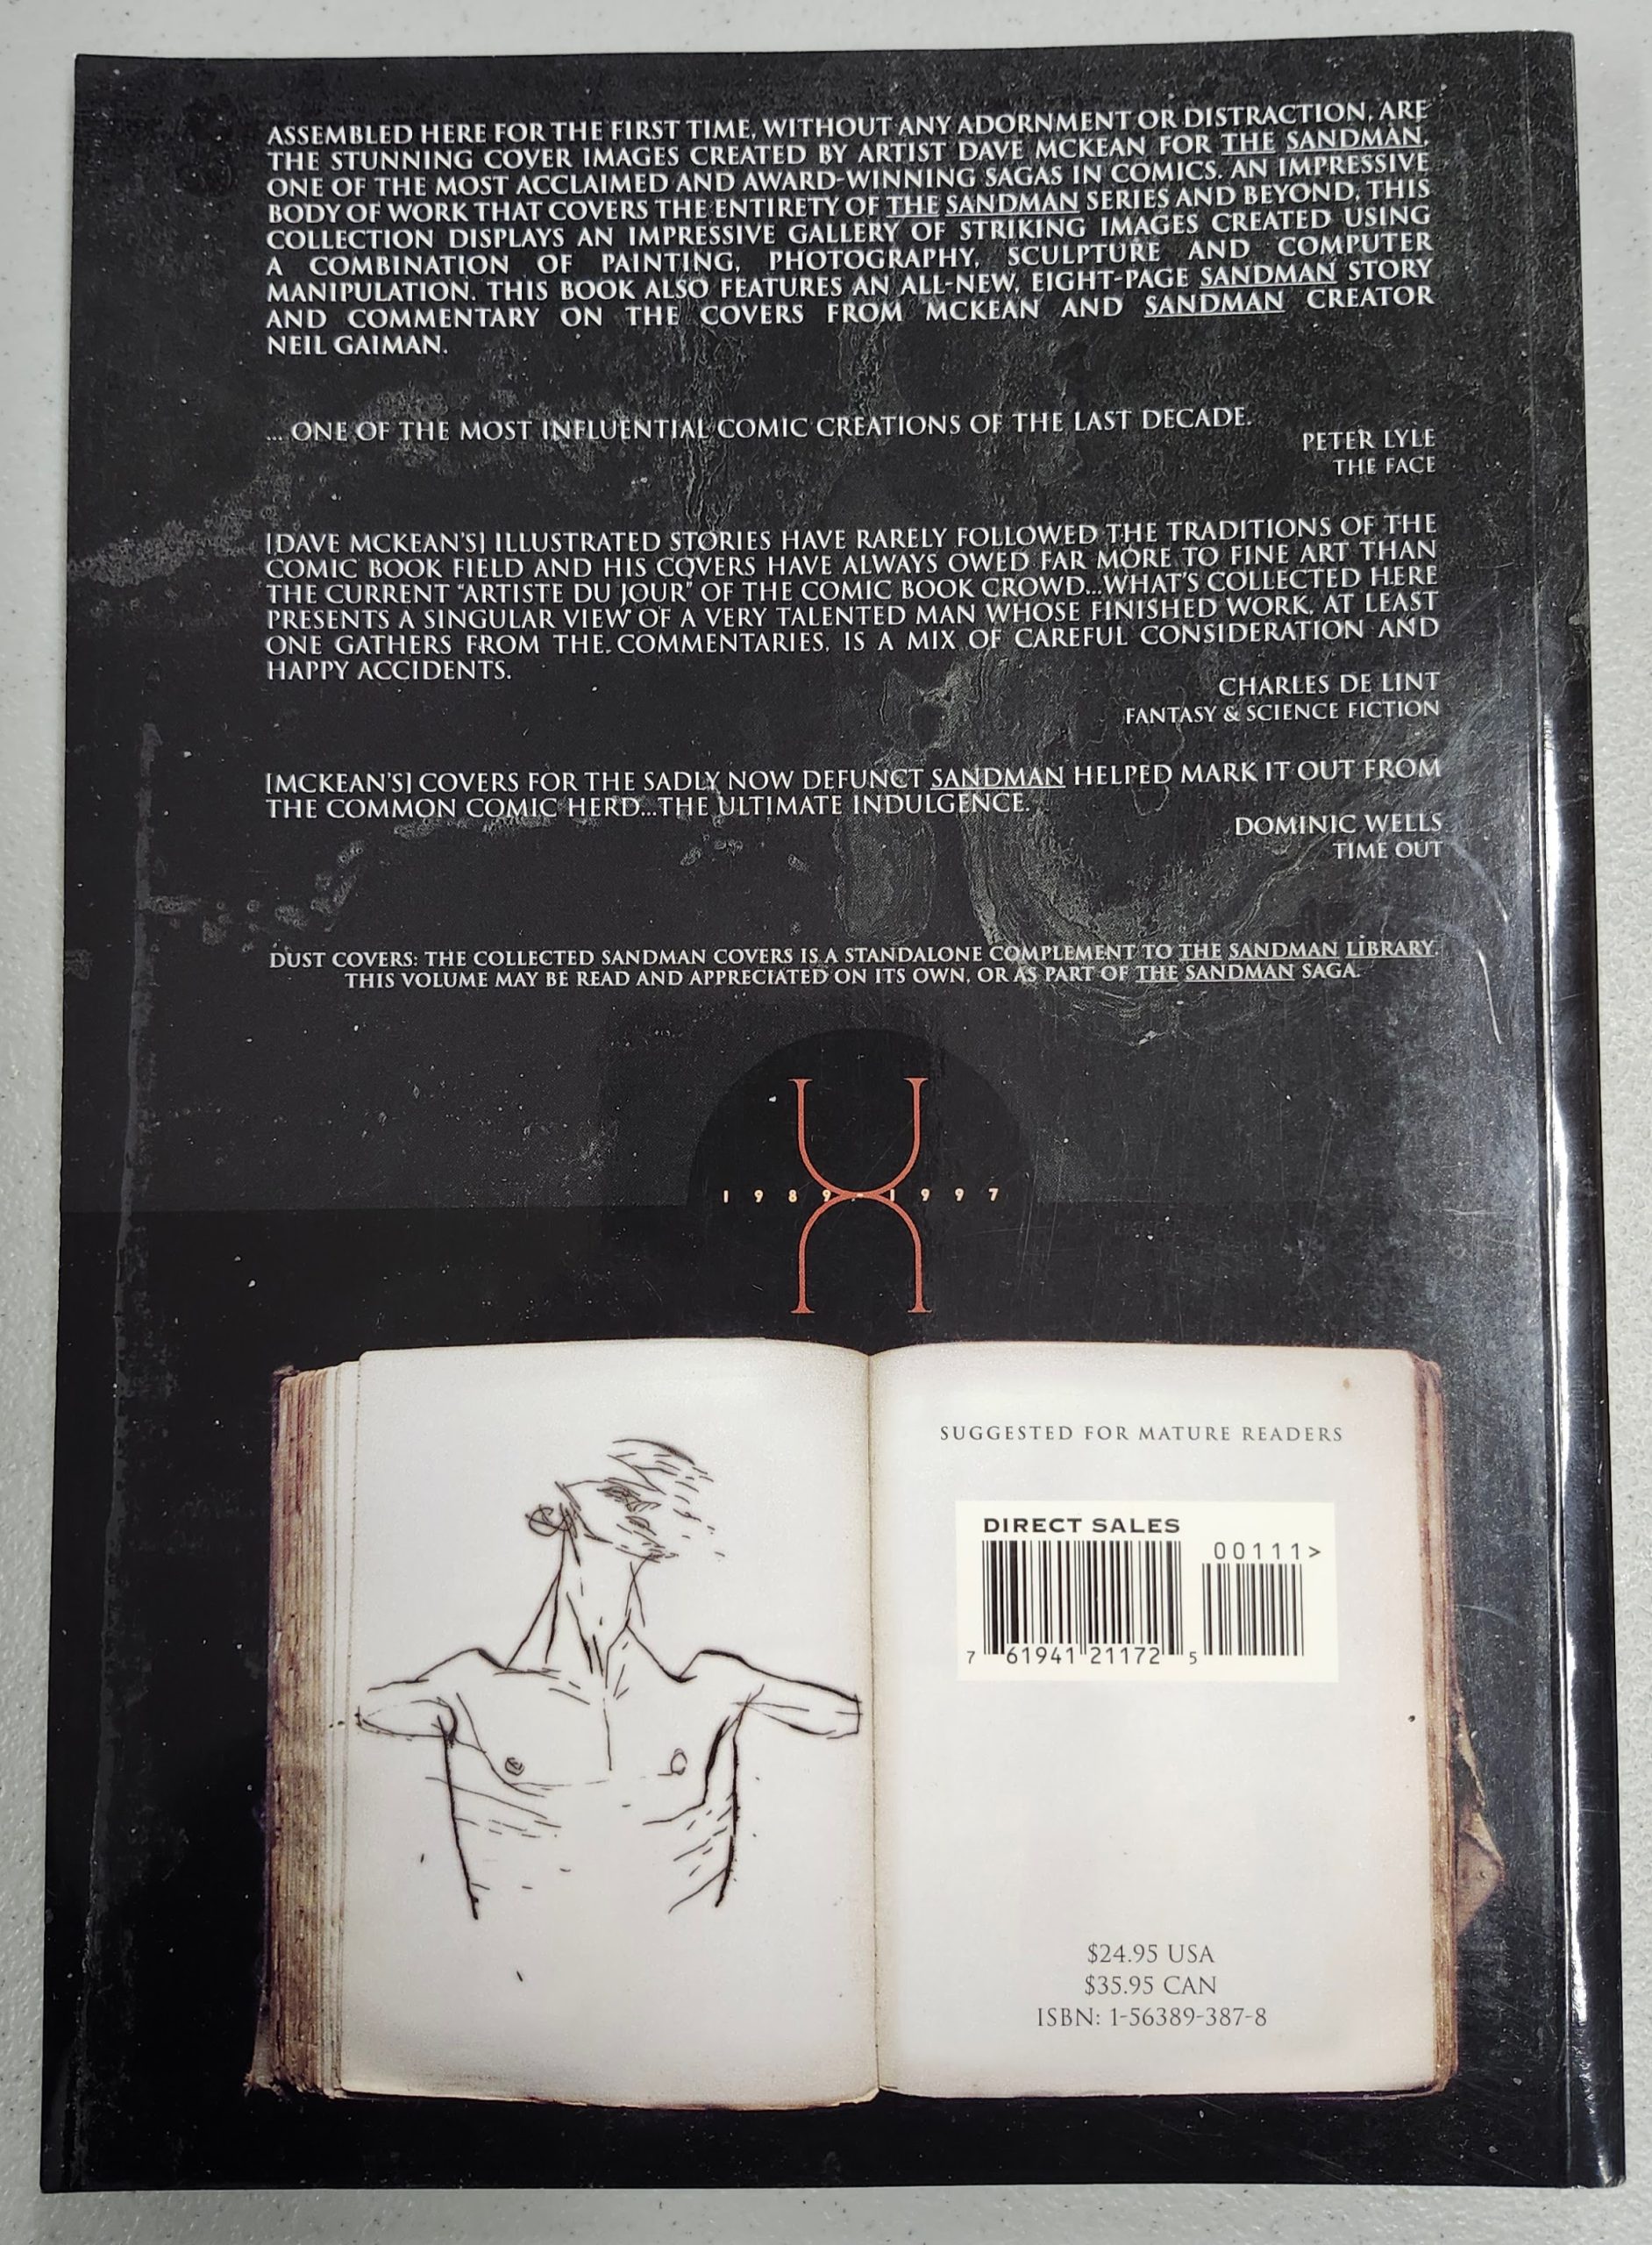 ASSEMBLED HERE FOR THE FIRST TIME, WITHOUT ANY ADORNMENT OR DISTRACTION, ARE
THE STUNNING COVER IMAGES CREATED BY ARTIST DAVE MCKEAN FOR THE SANDMAN,
ONE OF THE MOST ACCLAIMED AND AWARD-WINNING SAGAS IN COMICS. AN IMPRESSIVE
BODY OF WORK THAT COVERS THE ENTIRETY OF THE SANDMAN SERIES AND BEYOND, THIS
COLLECTION DISPLAYS AN IMPRESSIVE GALLERY OF STRIKING IMAGES CREATED USING
A COMBINATION OF PAINTING, PHOTOGRAPHY, SCULPTURE AND COMPUTER
MANIPULATION. THIS BOOK ALSO FEATURES AN ALL-NEW, EIGHT-PAGE SANDMAN STORY
AND COMMENTARY ON THE COVERS FROM MCKEAN AND SANDMAN CREATOR
NEIL GAIMAN.
... ONE OF THE MOST INFLUENTIAL COMIC CREATIONS OF THE LAST DECADE.
PETER LYLE
THE FACE
[DAVE MCKEAN'S] ILLUSTRATED STORIES HAVE RARELY FOLLOWED THE TRADITIONS OF THE
COMIC BOOK FIELD AND HIS COVERS HAVE ALWAYS OWED FAR MORE TO FINE ART THAN
THE CURRENT "ARTISTE DU JOUR" OF THE COMIC BOOK CROWD...WHAT'S COLLECTED HERE
PRESENTS A SINGULAR VIEW OF A VERY TALENTED MAN WHOSE FINISHED WORK, AT LEAST
ONE GATHERS FROM THE COMMENTARIES, IS A MIX OF CAREFUL CONSIDERATION AND
HAPPY ACCIDENTS.
CHARLES DE LINT
FANTASY & SCIENCE FICTION
[MCKEAN'S] COVERS FOR THE SADLY NOW DEFUNCT SANDMAN HELPED MARK IT OUT FROM
THE COMMON COMIC HERD...THE ULTIMATE INDULGENCE.
DOMINIC WELLS
TIME OUT
DUST COVERS: THE COLLECTED SANDMAN COVERS IS A STANDALONE COMPLEMENT TO THE SANDMAN LIBRARY.
THIS VOLUME MAY BE READ AND APPRECIATED ON ITS OWN, OR AS PART OF THE SANDMAN SAGA.
1989-1997
SUGGESTED FOR MATURE READERS
DIRECT SALES
00111>
7 61941 21172 5
$24.95 USA
$35.95 CAN
ISBN: 1-56389-387-8